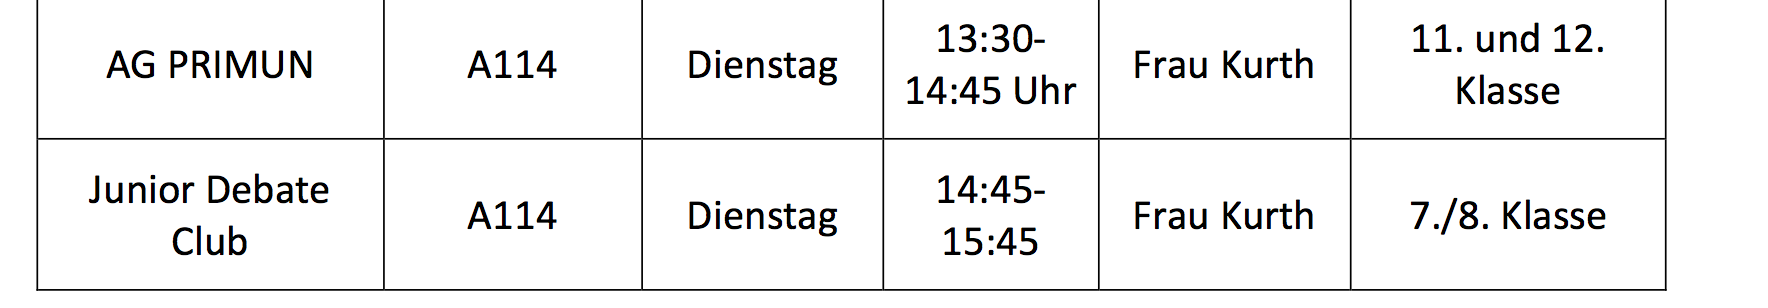 AG PRIMUN
A114
Dienstag
13:30-
14:45 Uhr
Frau Kurth
11. und 12.
Klasse
Junior Debate
Club
A114
Dienstag
14:45-
15:45
Frau Kurth
7./8. Klasse